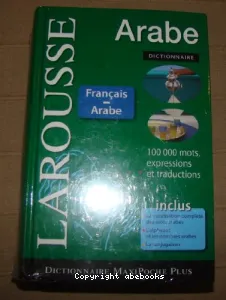 LAROUSSE
Arabe
DICTIONNAIRE
Français
Arabe
100 000 mots,
expressions
et traductions
inclus
DICTIONNAIRE MAXIPOCHE PLUS
Copyright abebooks